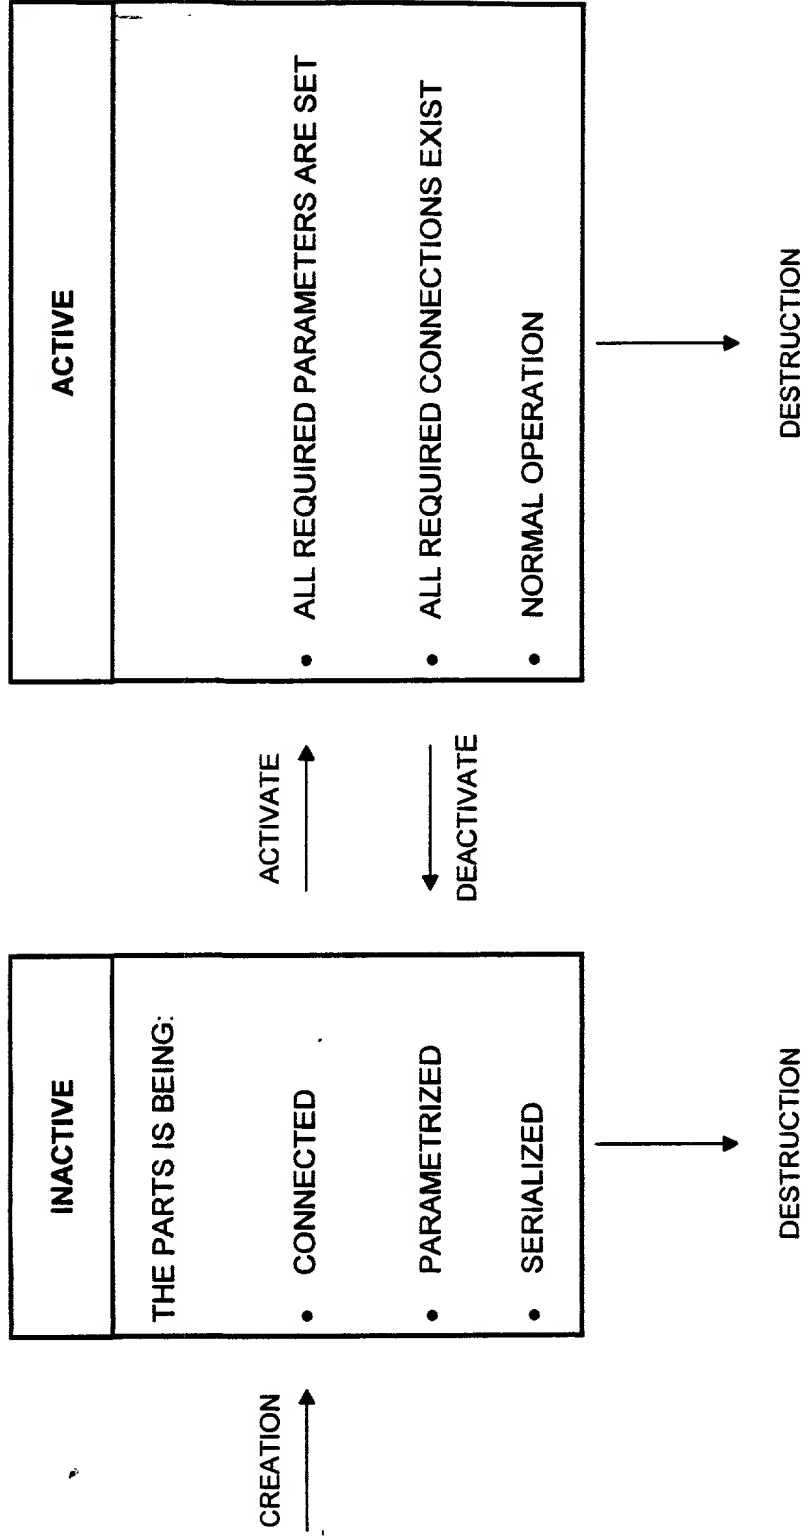 CREATION
INACTIVE
THE PARTS IS BEING:
• CONNECTED
• PARAMETRIZED
• SERIALIZED
DESTRUCTION
ACTIVATE
DEACTIVATE
ACTIVE
• ALL REQUIRED PARAMETERS ARE SET
• ALL REQUIRED CONNECTIONS EXIST
• NORMAL OPERATION
DESTRUCTION